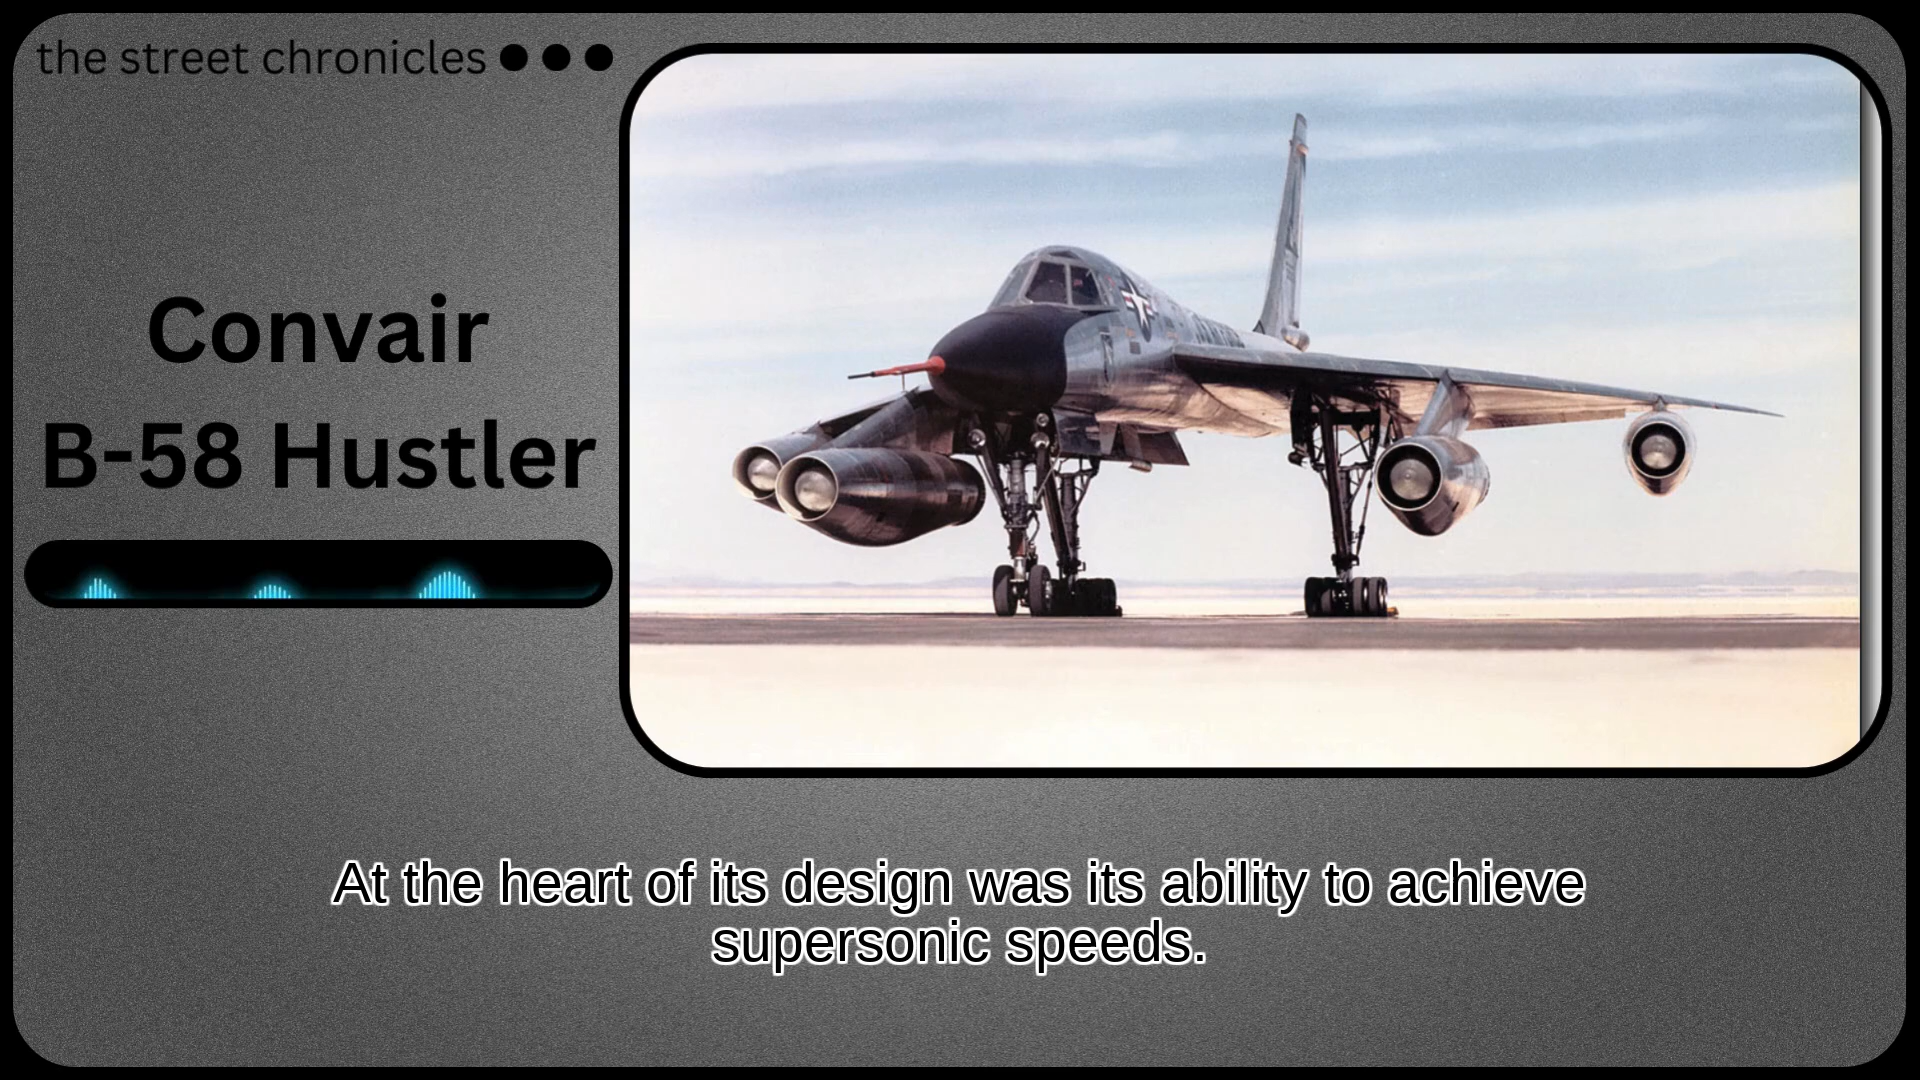 the street chronicles
Convair
B-58 Hustler
At the heart of its design was its ability to achieve
supersonic speeds.